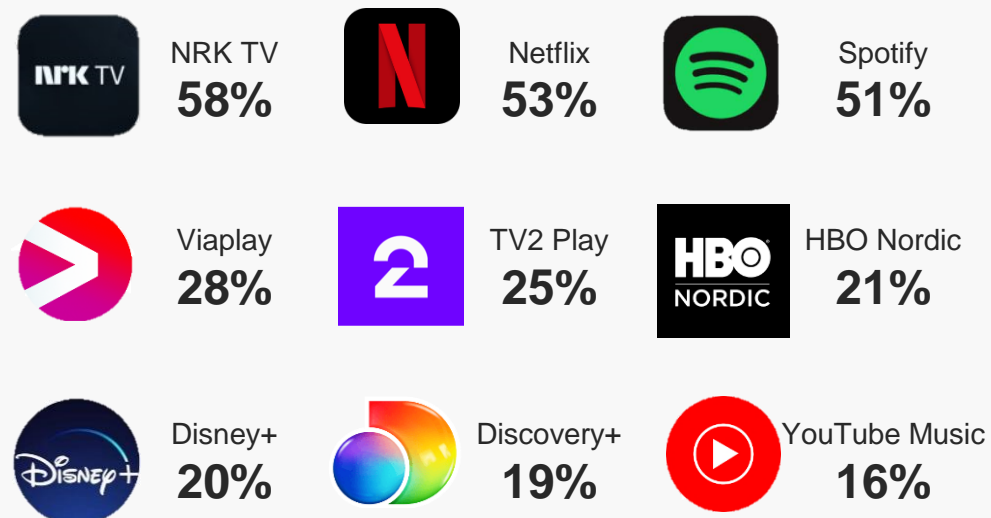 nrk TV
NRK TV
58%
N
Netflix
53%
Spotify
51%
Viaplay
28%
2
TV2 Play
25%
HBO
NORDIC
HBO Nordic
21%
Disney+
Disney+
20%
Discovery+
19%
YouTube Music
16%